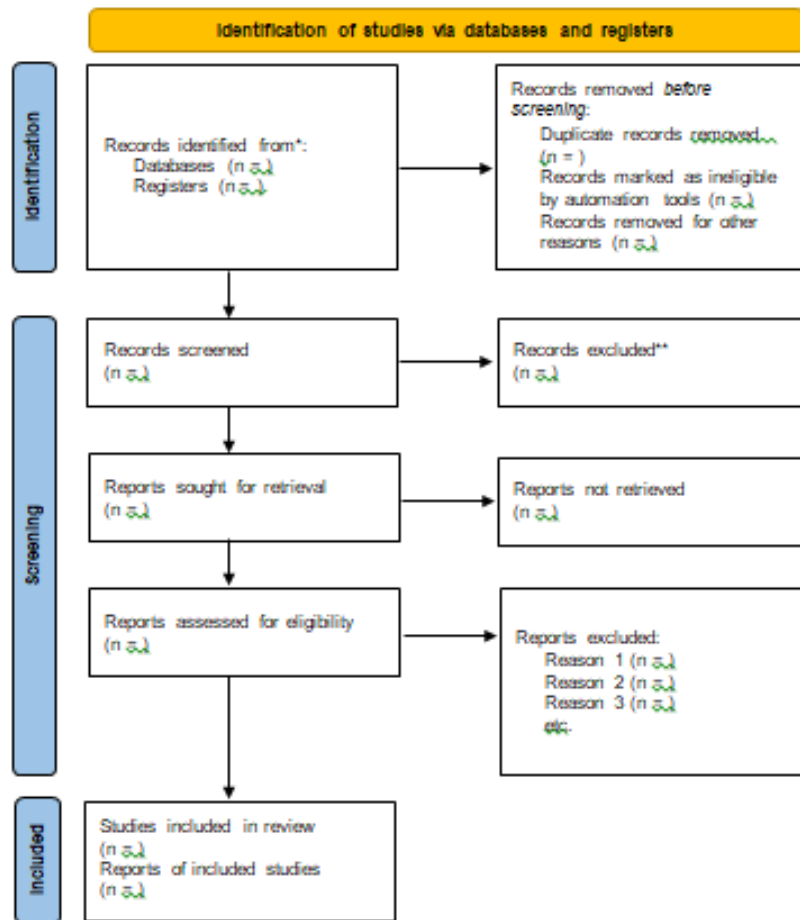 Identification of studies via databases and registers
Identification
Records identified from*:
Databases (n =)
Registers (n =)
Records removed before
screening:
Duplicate records removed
(n = )
Records marked as ineligible
by automation tools (n =)
Records removed for other
reasons (n =)
Screening
Records screened
(n =)
Records excluded**
(n =)
Reports sought for retrieval
(n =)
Reports not retrieved
(n =)
Reports assessed for eligibility
(n =)
Reports excluded:
Reason 1 (n =)
Reason 2 (n =)
Reason 3 (n =)
etc.
Included
Studies included in review
(n =)
Reports of included studies
(n =)